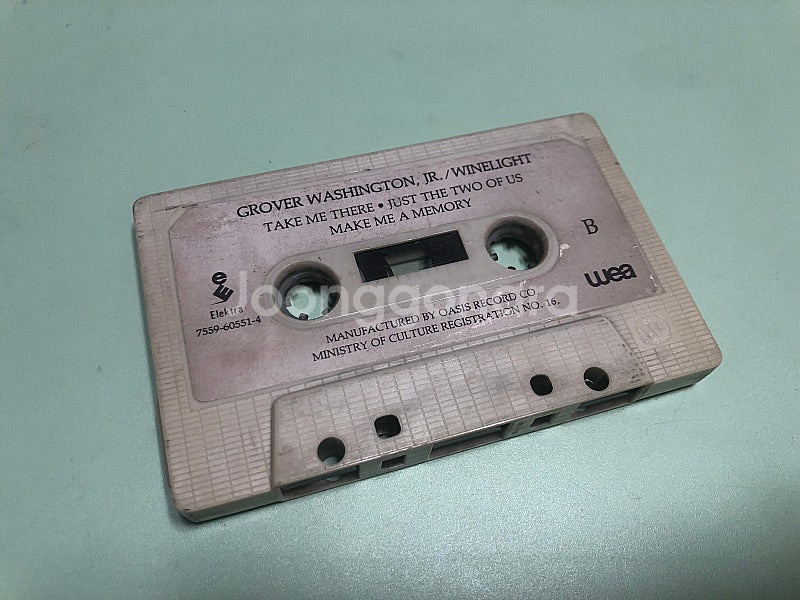 GROVER WASHINGTON, JR./WINELIGHT
TAKE ME THERE • JUST THE TWO OF US
MAKE ME A MEMORY
B
e
Elektra
7559-60551-4
wea
Joonggonara
MANUFACTURED BY OASIS RECORD CO.
MINISTRY OF CULTURE REGISTRATION NO. 16.